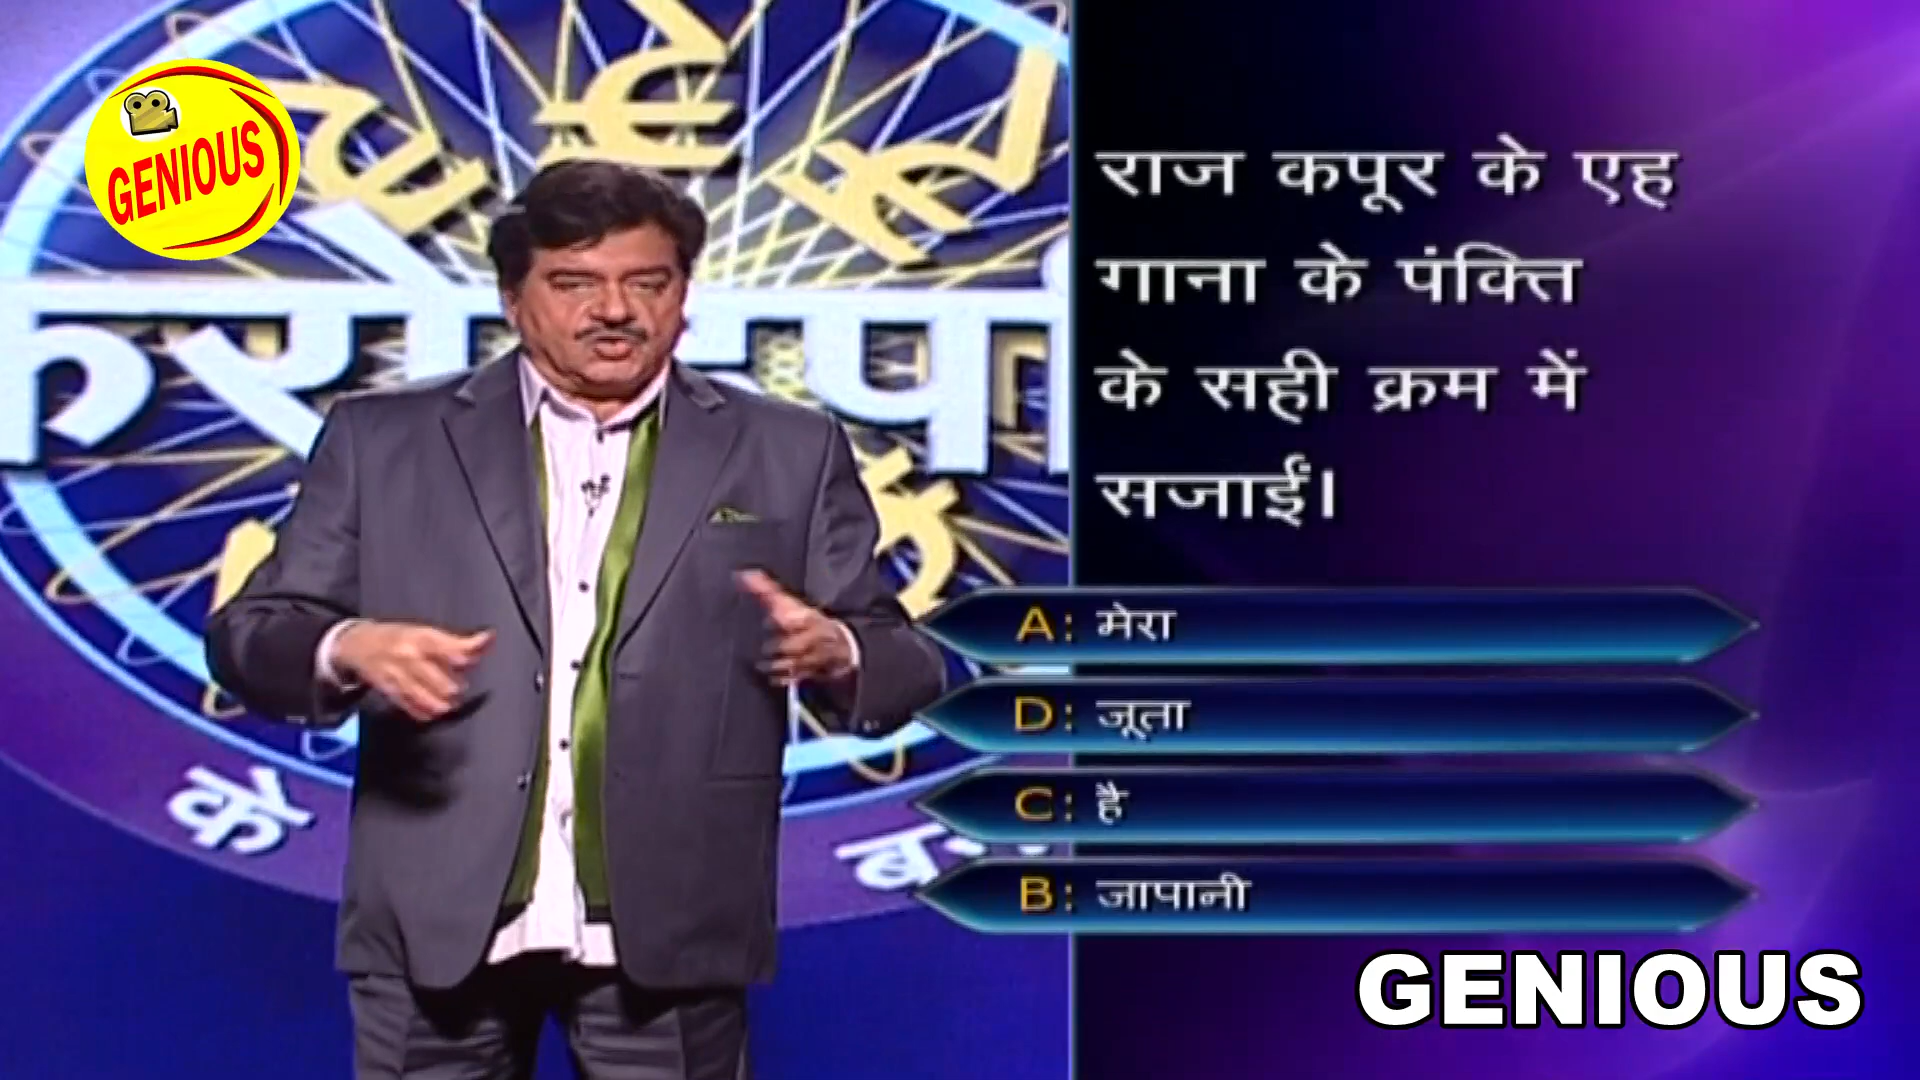 GENIOUS
के
राज कपूर के एह
गाना के पंक्ति
के सही क्रम में
सजाईं।
A: मेरा
D: जूता
C: है
B: जापानी
GENIOUS